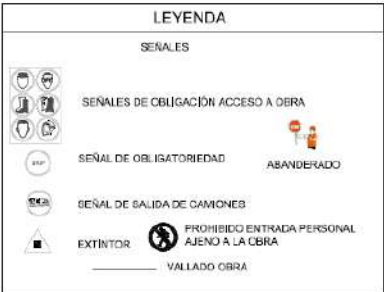 LEYENDA
SEÑALES
SEÑALES DE OBLIGACIÓN ACCESO A OBRA
STOP
SEÑAL DE OBLIGATORIEDAD
ABANDERADO
SEÑAL DE SALIDA DE CAMIONES
EXTINTOR
PROHIBIDO ENTRADA PERSONAL
AJENO A LA OBRA
VALLADO OBRA